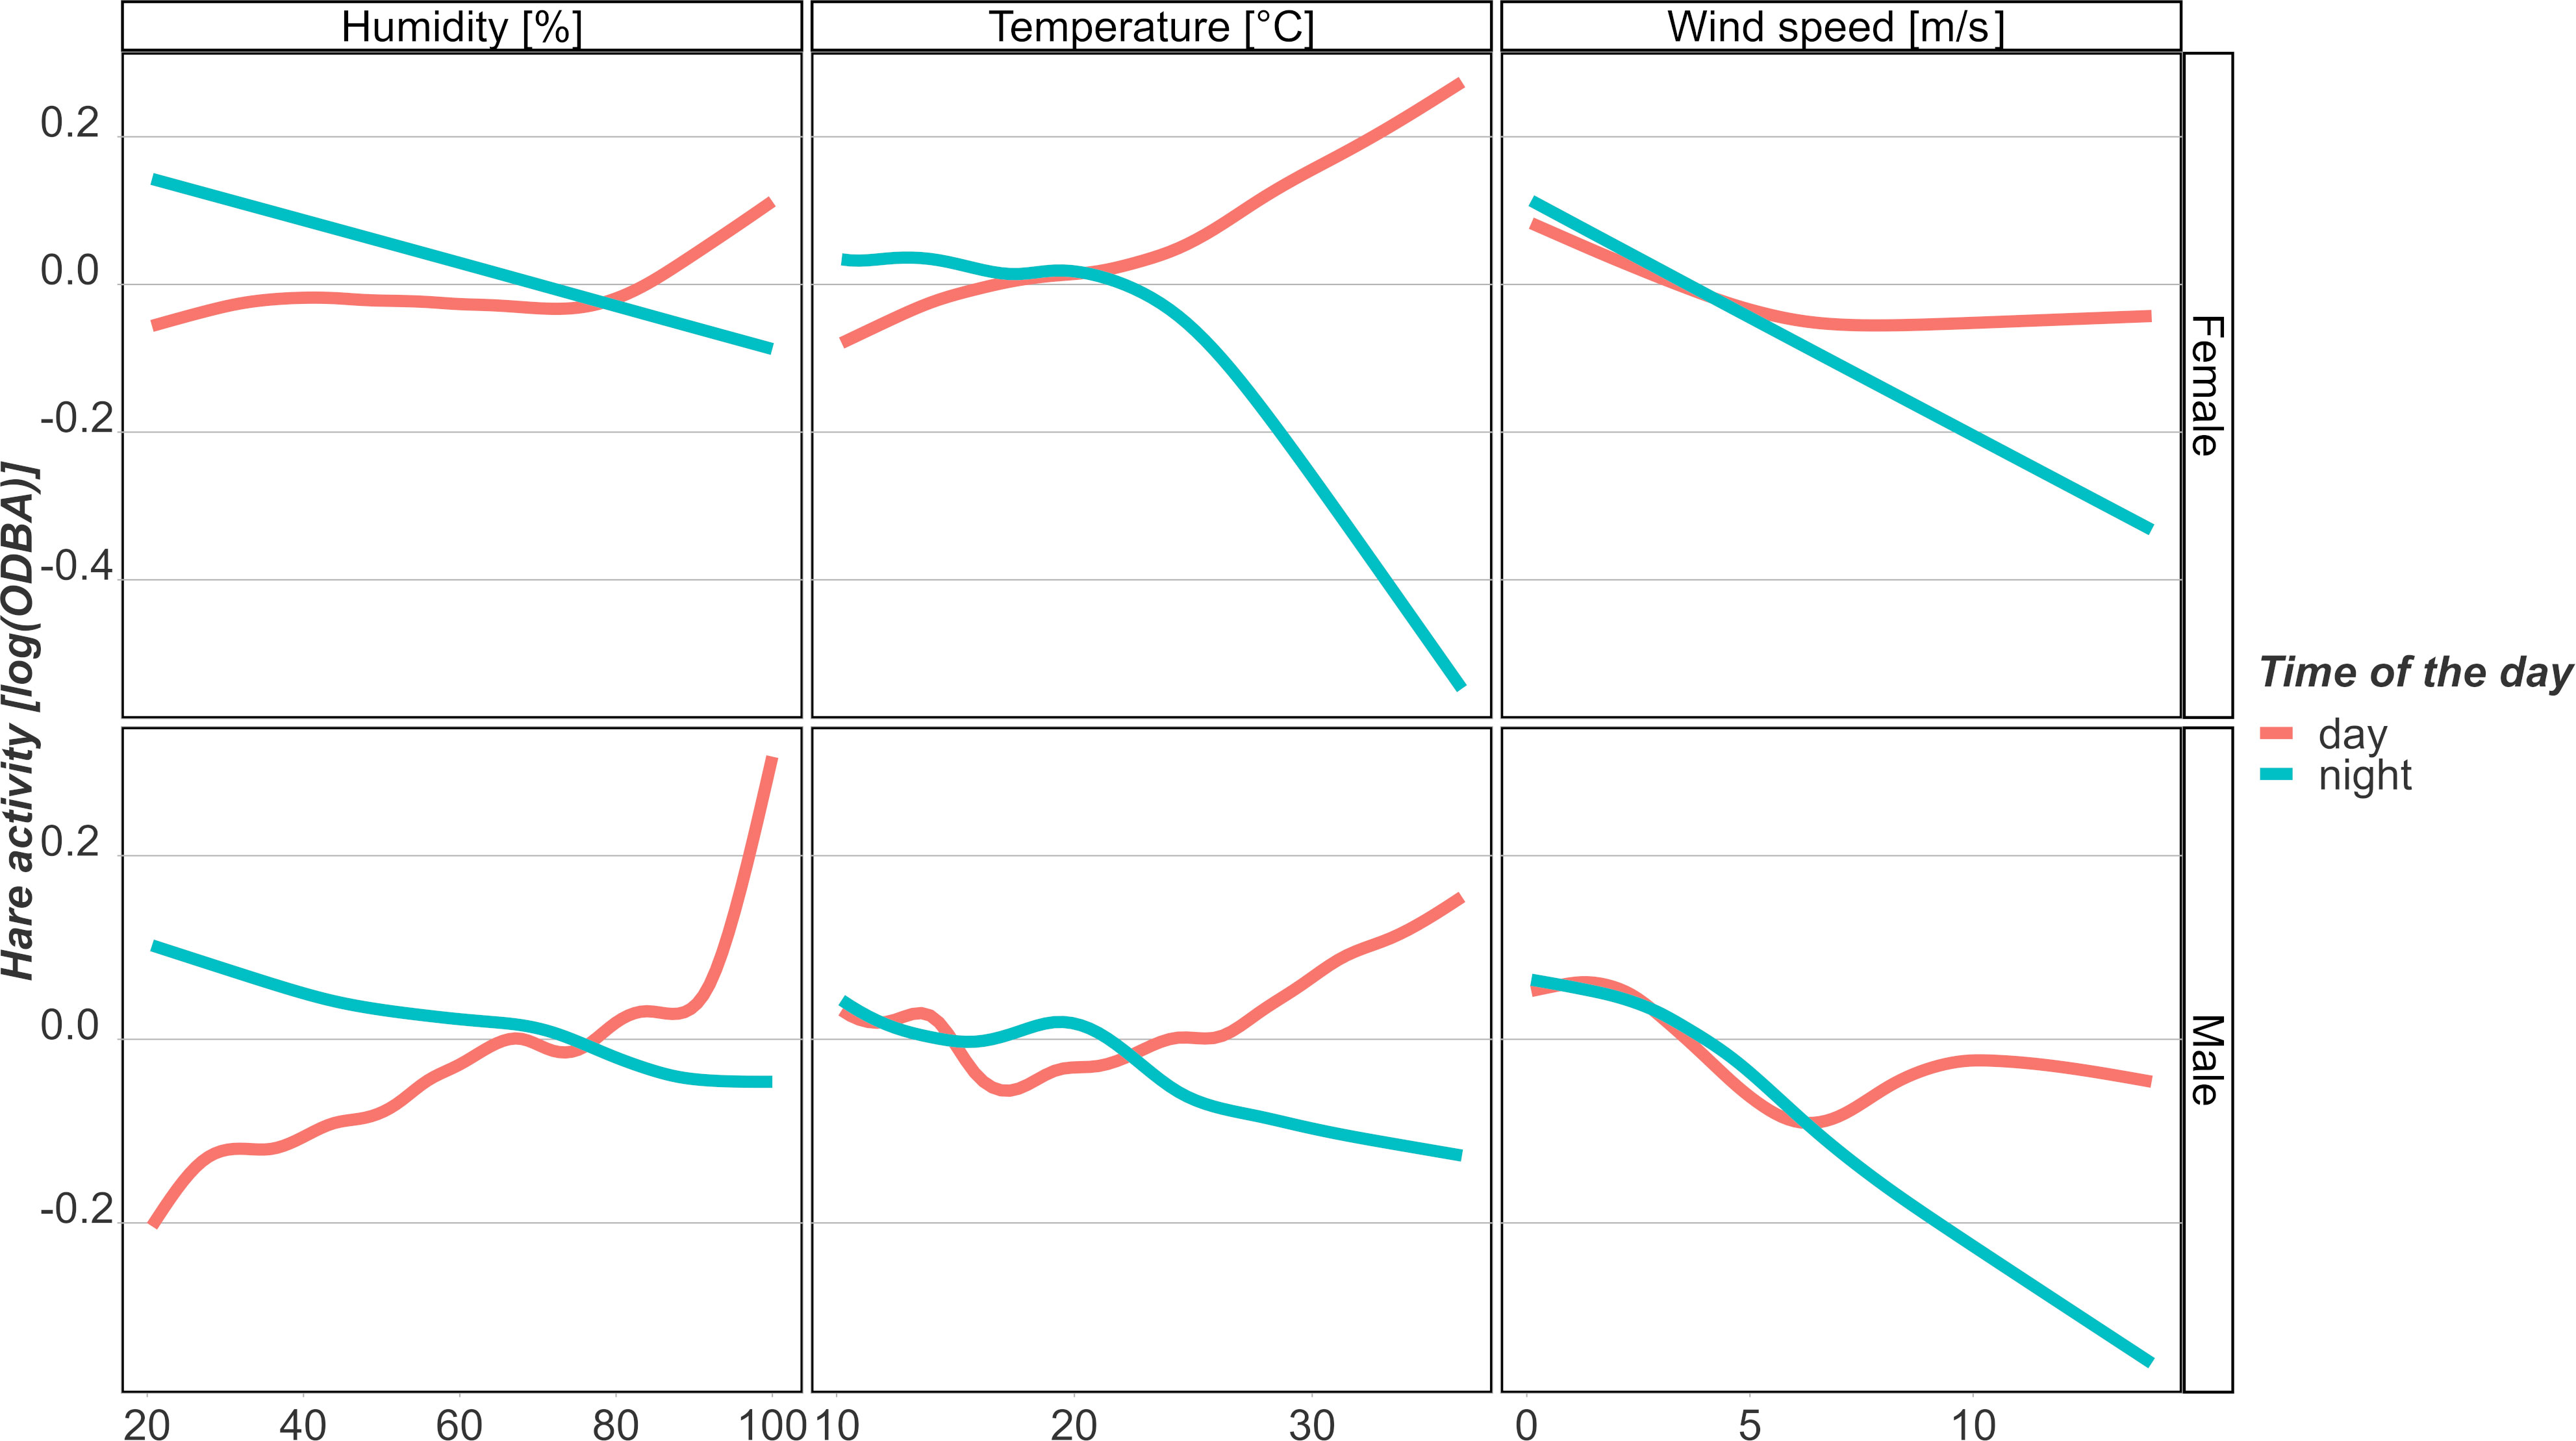 Humidity [%]
Temperature [°C]
Wind speed [m/s]
0.2
0.0
-0.2
-0.4
Female
Hare activity [log(ODBA)]
Time of the day
day
night
0.2
0.0
-0.2
Male
20 40 60 80 100
10 20 30
0 5 10